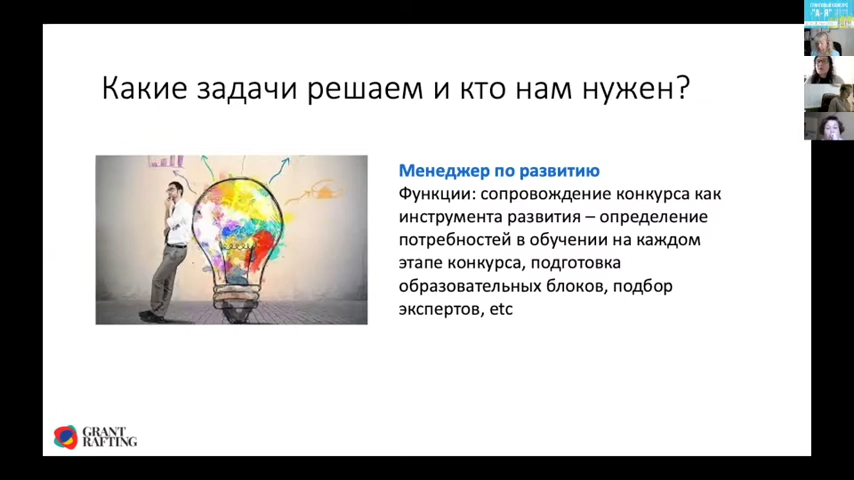 Какие задачи решаем и кто нам нужен?
Менеджер по развитию
Функции: сопровождение конкурса как
инструмента развития – определение
потребностей в обучении на каждом
этапе конкурса, подготовка
образовательных блоков, подбор
экспертов, etc
GRANT
RAFTING
"А - Я"